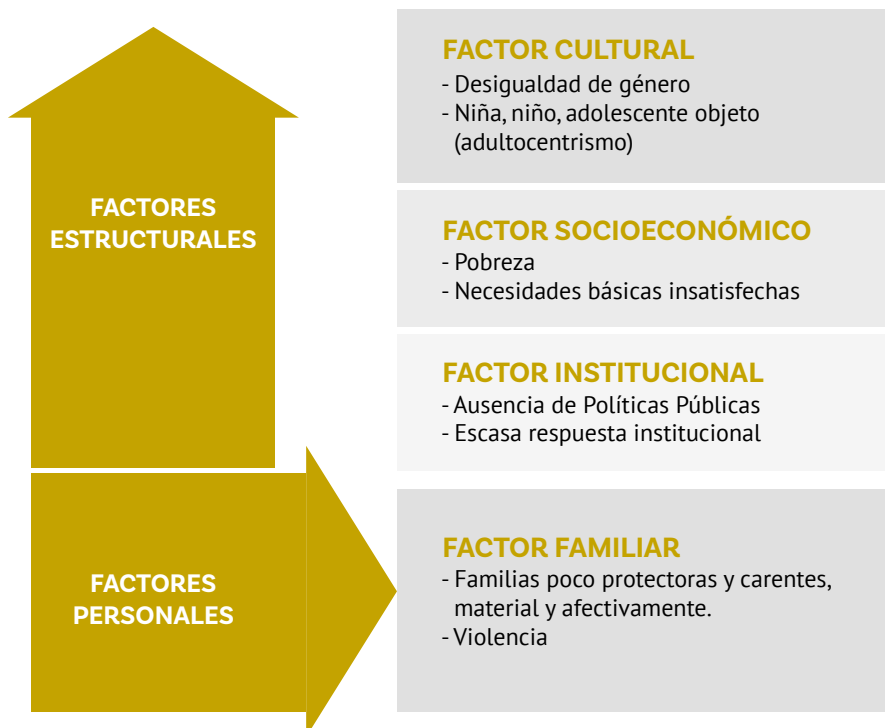 FACTORES
ESTRUCTURALES
FACTOR CULTURAL
- Desigualdad de género
- Niña, niño, adolescente objeto
(adultocentrismo)
FACTOR SOCIOECONÓMICO
- Pobreza
- Necesidades básicas insatisfechas
FACTOR INSTITUCIONAL
- Ausencia de Políticas Públicas
- Escasa respuesta institucional
FACTORES
PERSONALES
FACTOR FAMILIAR
- Familias poco protectoras y carentes,
material y afectivamente.
- Violencia